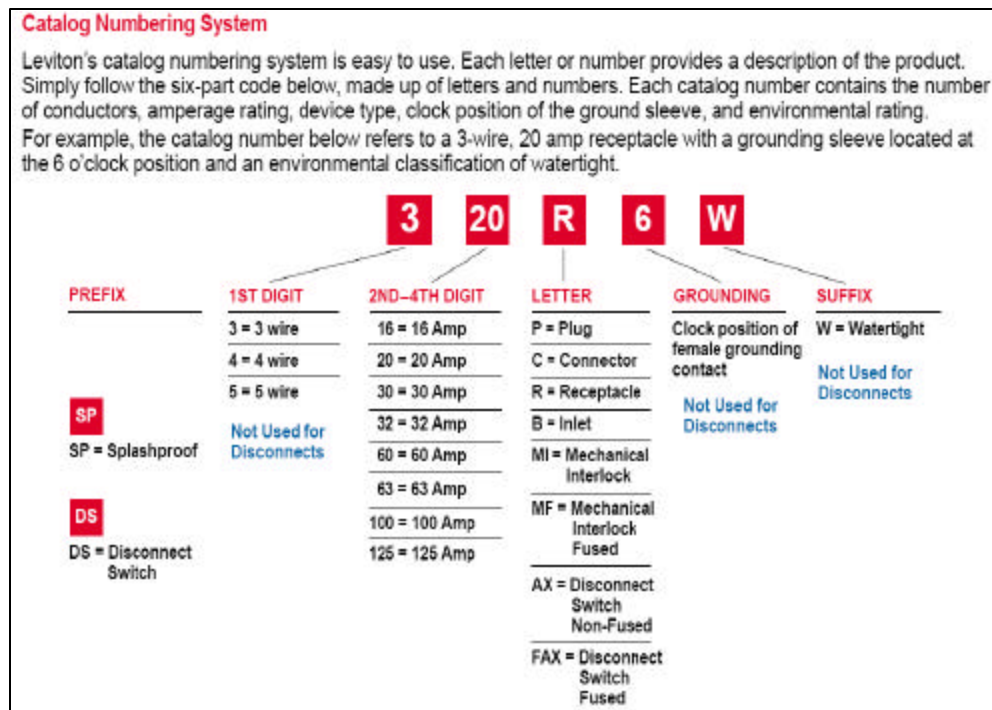 Catalog Numbering System
Leviton's catalog numbering system is easy to use. Each letter or number provides a description of the product.
Simply follow the six-part code below, made up of letters and numbers. Each catalog number contains the number
of conductors, amperage rating, device type, clock position of the ground sleeve, and environmental rating.
For example, the catalog number below refers to a 3-wire, 20 amp receptacle with a grounding sleeve located at
the 6 o'clock position and an environmental classification of watertight.
3 20 R 6 W
PREFIX
SP
SP = Splashproof
DS
DS = Disconnect
Switch
1ST DIGIT
3 = 3 wire
4 = 4 wire
5 = 5 wire
Not Used for
Disconnects
2ND–4TH DIGIT
16 = 16 Amp
20 = 20 Amp
30 = 30 Amp
32 = 32 Amp
60 = 60 Amp
63 = 63 Amp
100 = 100 Amp
125 = 125 Amp
LETTER
P = Plug
C = Connector
R = Receptacle
B = Inlet
MI = Mechanical
Interlock
MF = Mechanical
Interlock
Fused
AX = Disconnect
Switch
Non-Fused
FAX = Disconnect
Switch
Fused
GROUNDING
Clock position of
female grounding
contact
Not Used for
Disconnects
SUFFIX
W = Watertight
Not Used for
Disconnects